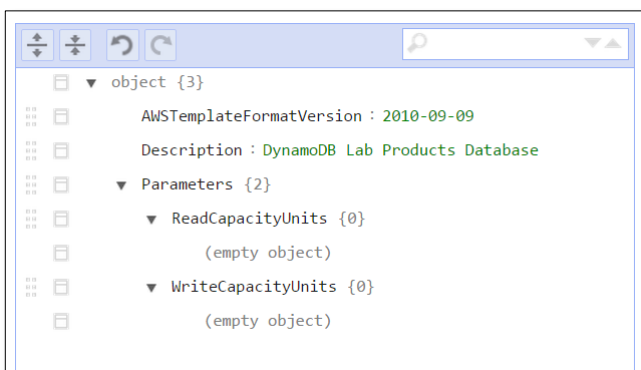 object {3}
AWSTemplateFormatVersion : 2010-09-09
Description : DynamoDB Lab Products Database
Parameters {2}
ReadCapacityUnits {0}
(empty object)
WriteCapacityUnits {0}
(empty object)